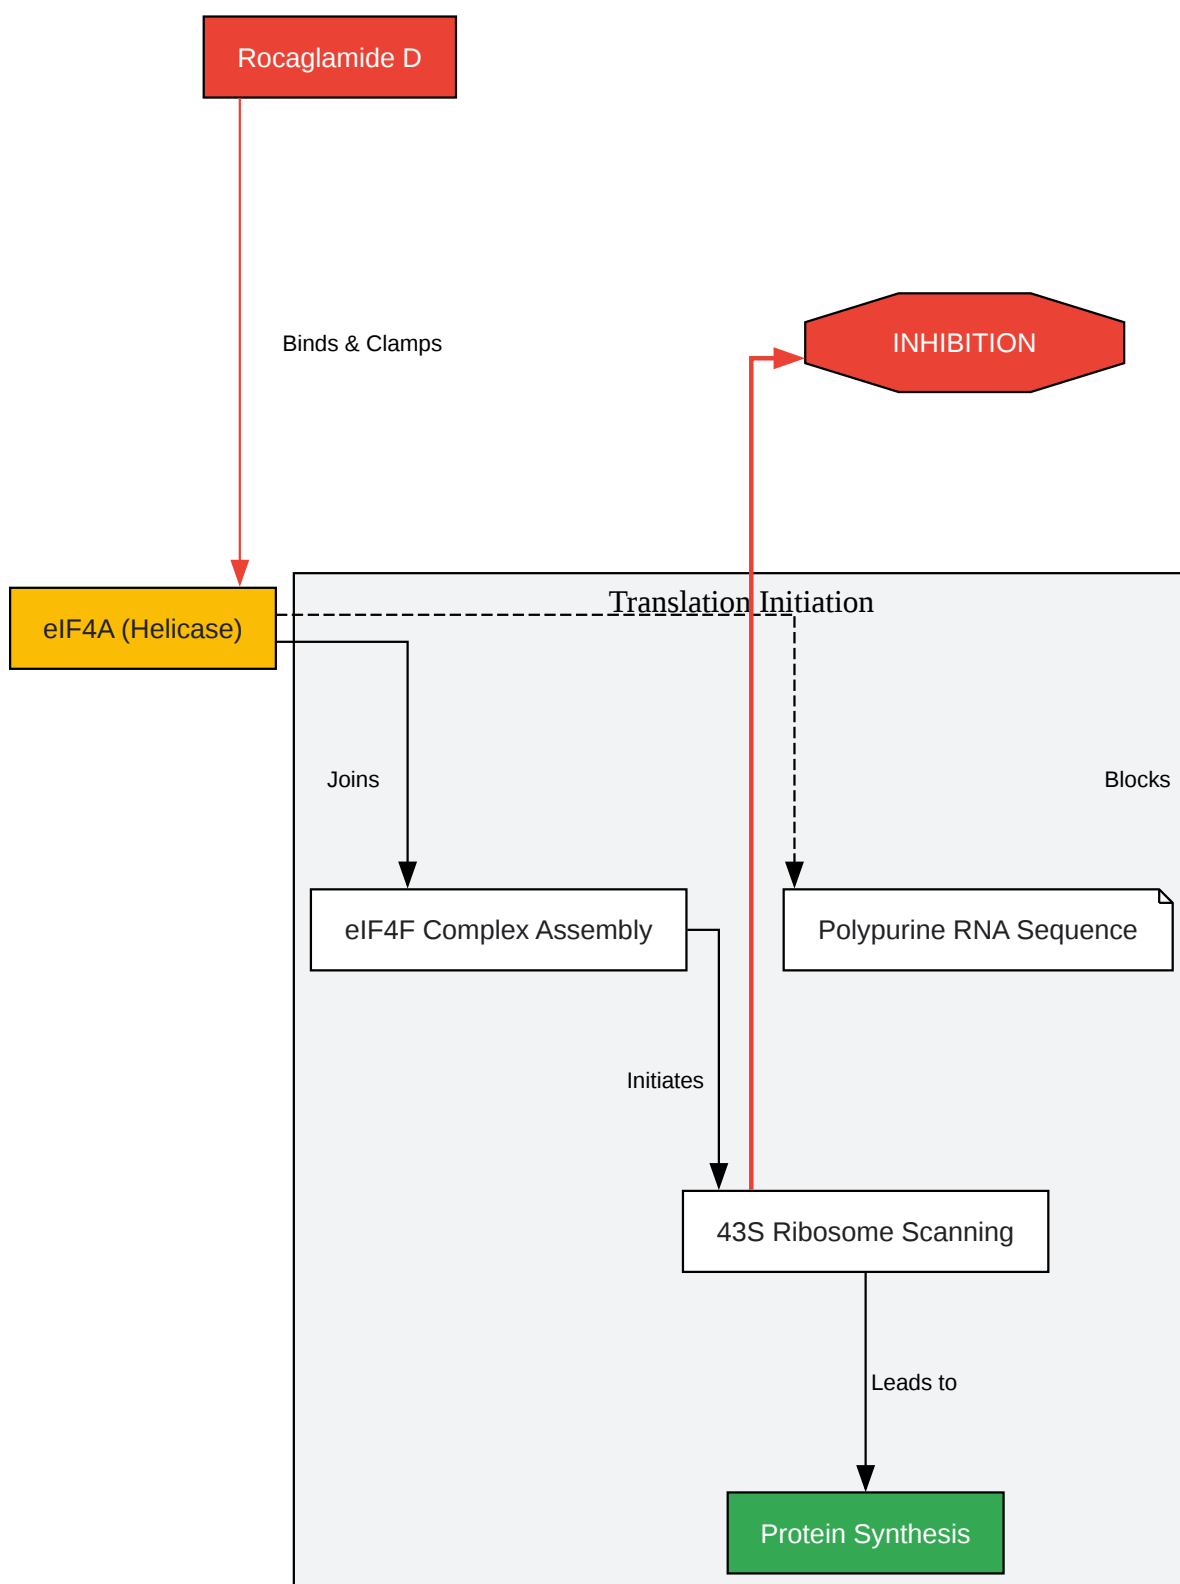 Rocaglamide D
Binds & Clamps
INHIBITION
Translation Initiation
eIF4A (Helicase)
Joins
Blocks
eIF4F Complex Assembly
Polypurine RNA Sequence
Initiates
43S Ribosome Scanning
Leads to
Protein Synthesis